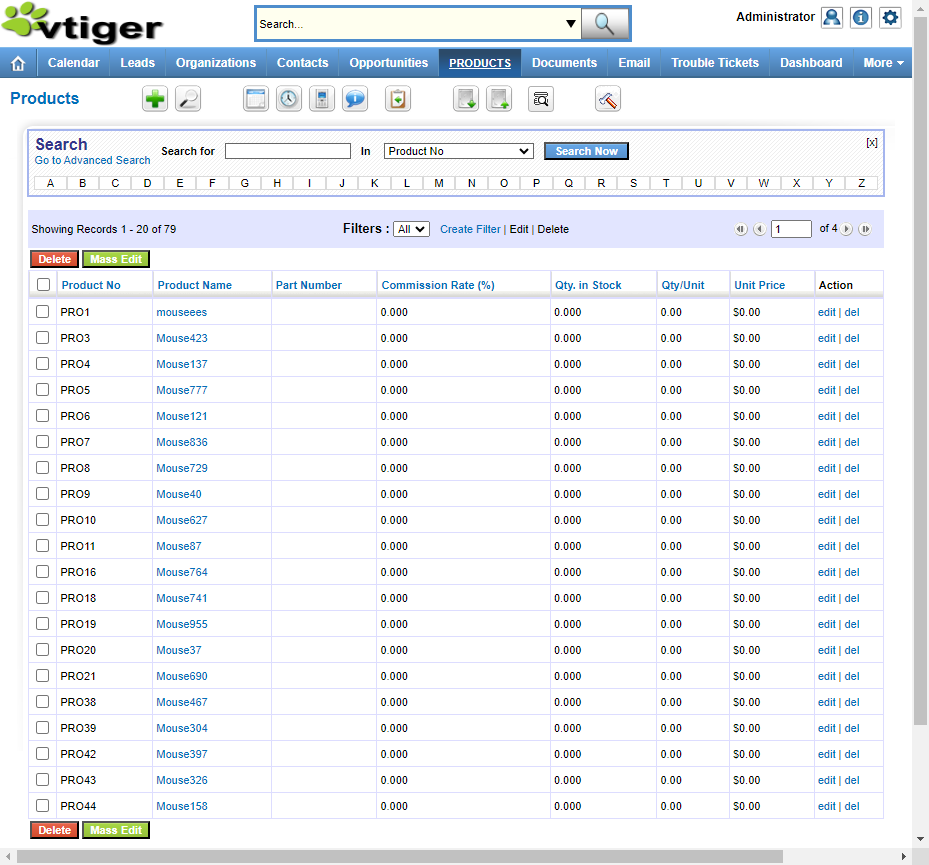 vtiger
Search...
Administrator
Calendar Leads Organizations Contacts Opportunities PRODUCTS Documents Email Trouble Tickets Dashboard More
Products
Search
Go to Advanced Search
Search for In Product No Search Now [x]
A B C D E F G H I J K L M N O P Q R S T U V W X Y Z
Showing Records 1 - 20 of 79 Filters : All Create Filter | Edit | Delete 1 of 4
Delete Mass Edit
Product No Product Name Part Number Commission Rate (%) Qty. in Stock Qty/Unit Unit Price Action
PRO1 mouseees 0.000 0.000 0.00 $0.00 edit | del
PRO3 Mouse423 0.000 0.000 0.00 $0.00 edit | del
PRO4 Mouse137 0.000 0.000 0.00 $0.00 edit | del
PRO5 Mouse777 0.000 0.000 0.00 $0.00 edit | del
PRO6 Mouse121 0.000 0.000 0.00 $0.00 edit | del
PRO7 Mouse836 0.000 0.000 0.00 $0.00 edit | del
PRO8 Mouse729 0.000 0.000 0.00 $0.00 edit | del
PRO9 Mouse40 0.000 0.000 0.00 $0.00 edit | del
PRO10 Mouse627 0.000 0.000 0.00 $0.00 edit | del
PRO11 Mouse87 0.000 0.000 0.00 $0.00 edit | del
PRO16 Mouse764 0.000 0.000 0.00 $0.00 edit | del
PRO18 Mouse741 0.000 0.000 0.00 $0.00 edit | del
PRO19 Mouse955 0.000 0.000 0.00 $0.00 edit | del
PRO20 Mouse37 0.000 0.000 0.00 $0.00 edit | del
PRO21 Mouse690 0.000 0.000 0.00 $0.00 edit | del
PRO38 Mouse467 0.000 0.000 0.00 $0.00 edit | del
PRO39 Mouse304 0.000 0.000 0.00 $0.00 edit | del
PRO42 Mouse397 0.000 0.000 0.00 $0.00 edit | del
PRO43 Mouse326 0.000 0.000 0.00 $0.00 edit | del
PRO44 Mouse158 0.000 0.000 0.00 $0.00 edit | del
Delete Mass Edit